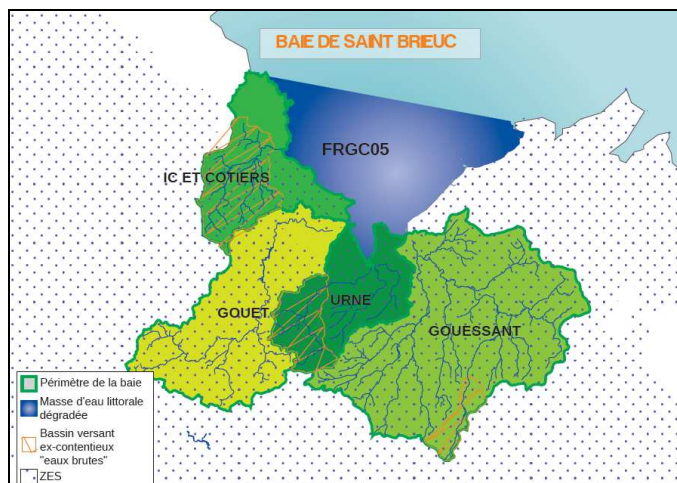 BAIE DE SAINT BRIEUC
FRGC05
IC ET COTIERS
URNE
GOUET
GOUESSANT
Périmètre de la baie
Masse d'eau littorale
dégradée
Bassin versant
ex-contentieux
"eaux brutes"
ZES